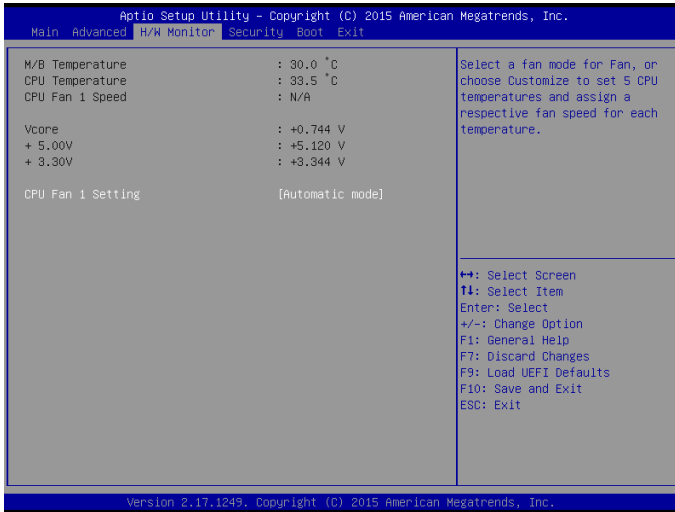 Aptio Setup Utility – Copyright (C) 2015 American Megatrends, Inc.
Main Advanced H/W Monitor Security Boot Exit
M/B Temperature : 30.0 °C
CPU Temperature : 33.5 °C
CPU Fan 1 Speed : N/A
Vcore : +0.744 V
+ 5.00V : +5.120 V
+ 3.30V : +3.344 V
CPU Fan 1 Setting [Automatic mode]
Select a fan mode for Fan, or
choose Customize to set 5 CPU
temperatures and assign a
respective fan speed for each
temperature.
↔: Select Screen
↑↓: Select Item
Enter: Select
+/-: Change Option
F1: General Help
F7: Discard Changes
F9: Load UEFI Defaults
F10: Save and Exit
ESC: Exit
Version 2.17.1249. Copyright (C) 2015 American Megatrends, Inc.